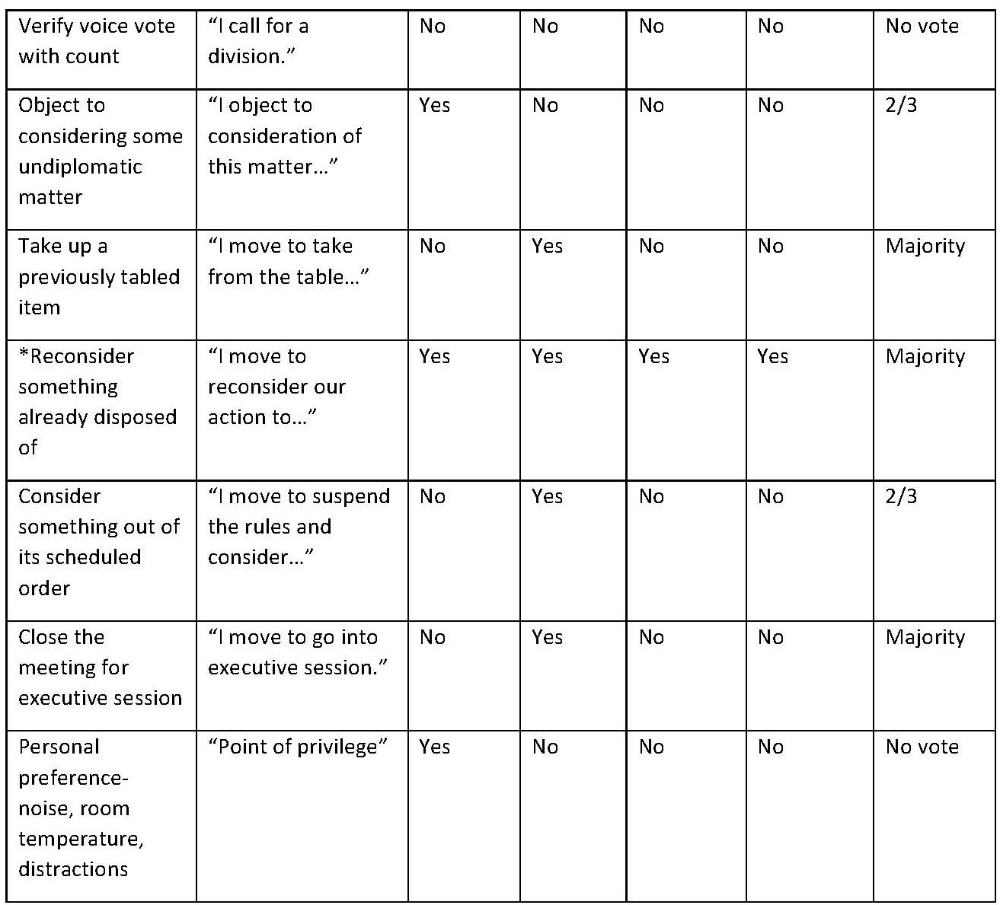 Verify voice vote “I call for a No No No No No vote
with count division.”
Object to “I object to Yes No No No 2/3
considering some consideration of
undiplomatic this matter…”
matter
Take up a “I move to take No Yes No No Majority
previously tabled from the table…”
item
*Reconsider “I move to Yes Yes Yes Yes Majority
something reconsider our
already disposed action to…”
of
Consider “I move to suspend No Yes No No 2/3
something out of the rules and
its scheduled consider…”
order
Close the “I move to go into No Yes No No Majority
meeting for executive session.”
executive session
Personal “Point of privilege” Yes No No No No vote
preference-
noise, room
temperature,
distractions